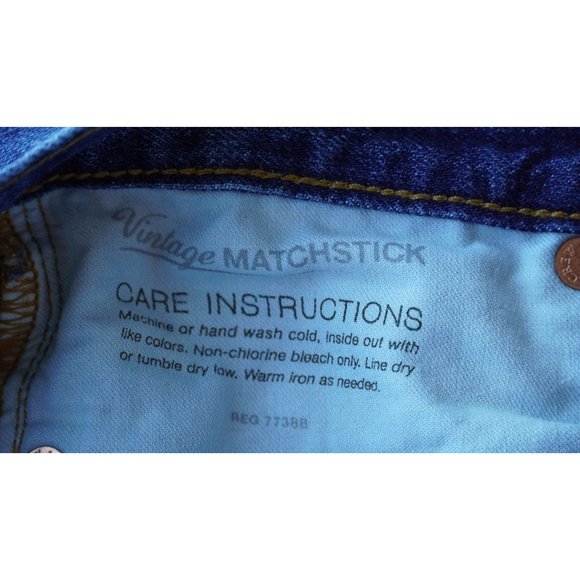 Vintage MATCHSTICK
CARE INSTRUCTIONS
Machine or hand wash cold, inside out with
like colors. Non-chlorine bleach only. Line dry
or tumble dry low. Warm iron as needed.
REG 7738B